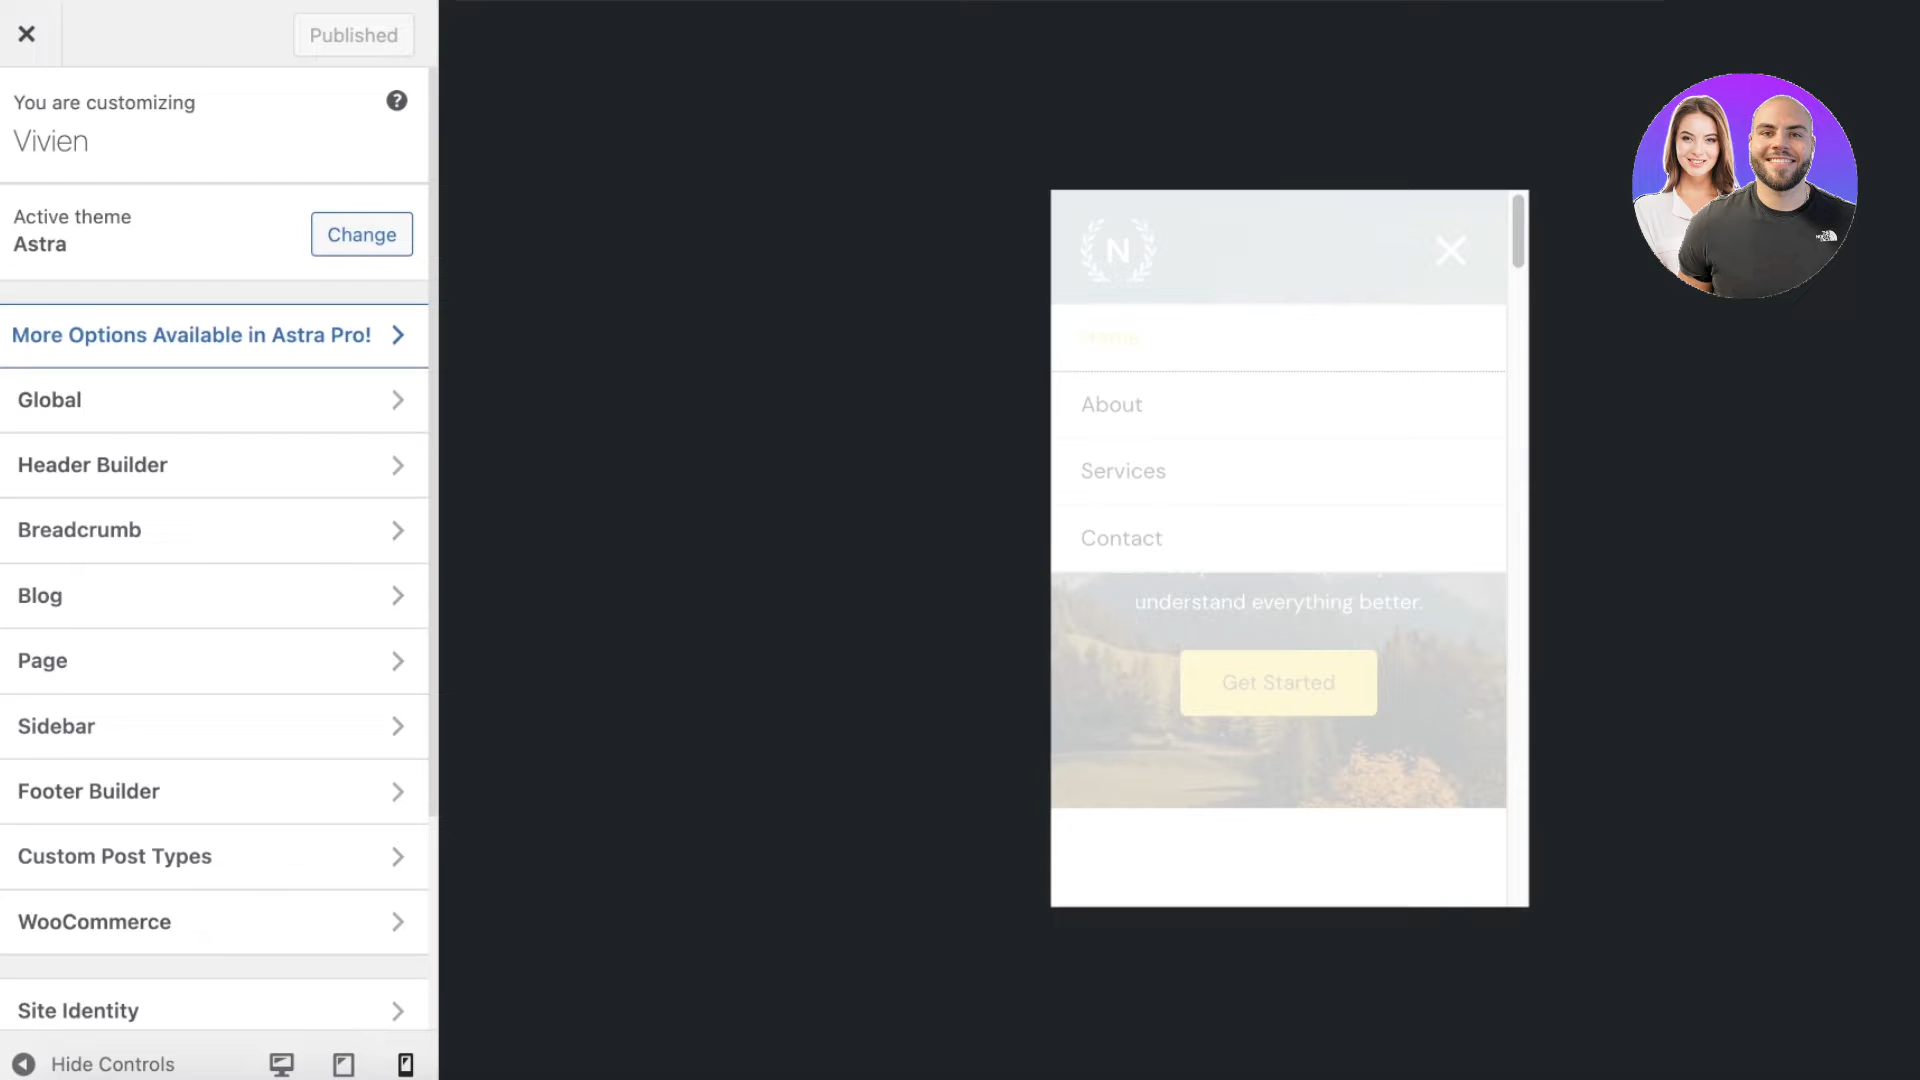 Published
You are customizing
Vivien
Active theme
Astra
Change
More Options Available in Astra Pro!
Global
Header Builder
Breadcrumb
Blog
Page
Sidebar
Footer Builder
Custom Post Types
WooCommerce
Site Identity
Hide Controls
N
Home
About
Services
Contact
understand everything better.
Get Started